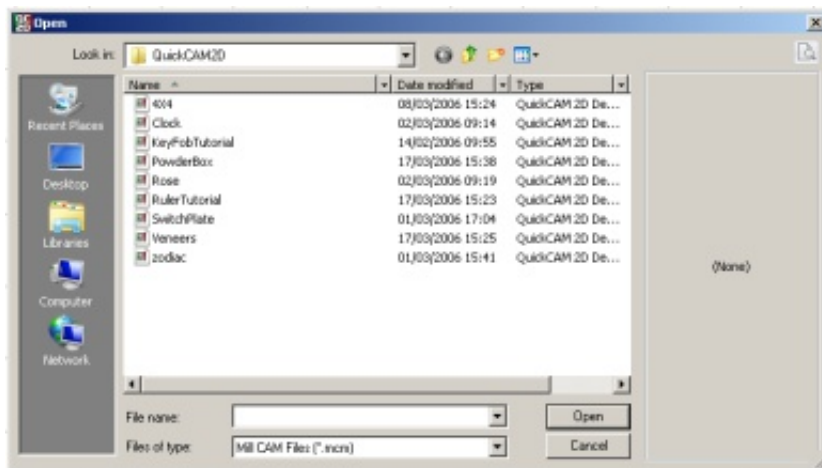 Open
Look in: QuickCAM2D
Name Date modified Type
4X4 08/03/2006 15:24 QuickCAM 2D De...
Clock 02/03/2006 09:14 QuickCAM 2D De...
KeyFobTutorial 14/02/2006 09:55 QuickCAM 2D De...
PowderBox 17/03/2006 15:38 QuickCAM 2D De...
Rose 02/03/2006 09:19 QuickCAM 2D De...
RulerTutorial 17/03/2006 15:23 QuickCAM 2D De...
SwitchPlate 01/03/2006 17:04 QuickCAM 2D De...
Veneers 17/03/2006 15:25 QuickCAM 2D De...
zodiac 01/03/2006 15:41 QuickCAM 2D De...
Recent Places
Desktop
Libraries
Computer
Network
(None)
File name:
Open
Files of type: Mill CAM Files (*.mcm)
Cancel